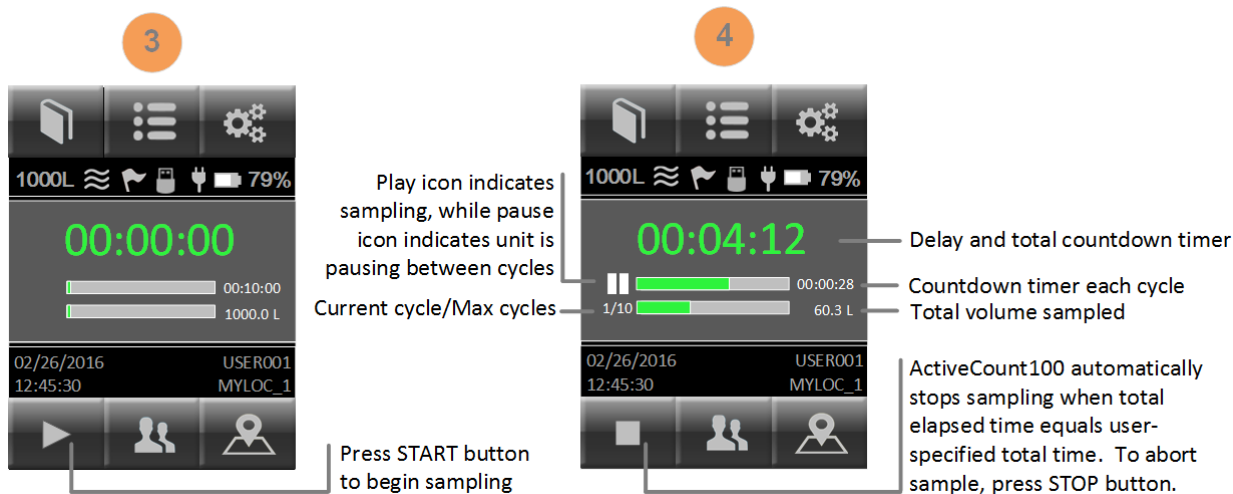 3
1000L 79%
00:00:00
00:10:00
1000.0 L
02/26/2016 USER001
12:45:30 MYLOC_1
Press START button
to begin sampling
4
1000L 79%
Play icon indicates
sampling, while pause
icon indicates unit is
pausing between cycles
Current cycle/Max cycles
00:04:12
00:00:28
1/10 60.3 L
02/26/2016 USER001
12:45:30 MYLOC_1
Delay and total countdown timer
Countdown timer each cycle
Total volume sampled
ActiveCount100 automatically
stops sampling when total
elapsed time equals user-
specified total time. To abort
sample, press STOP button.